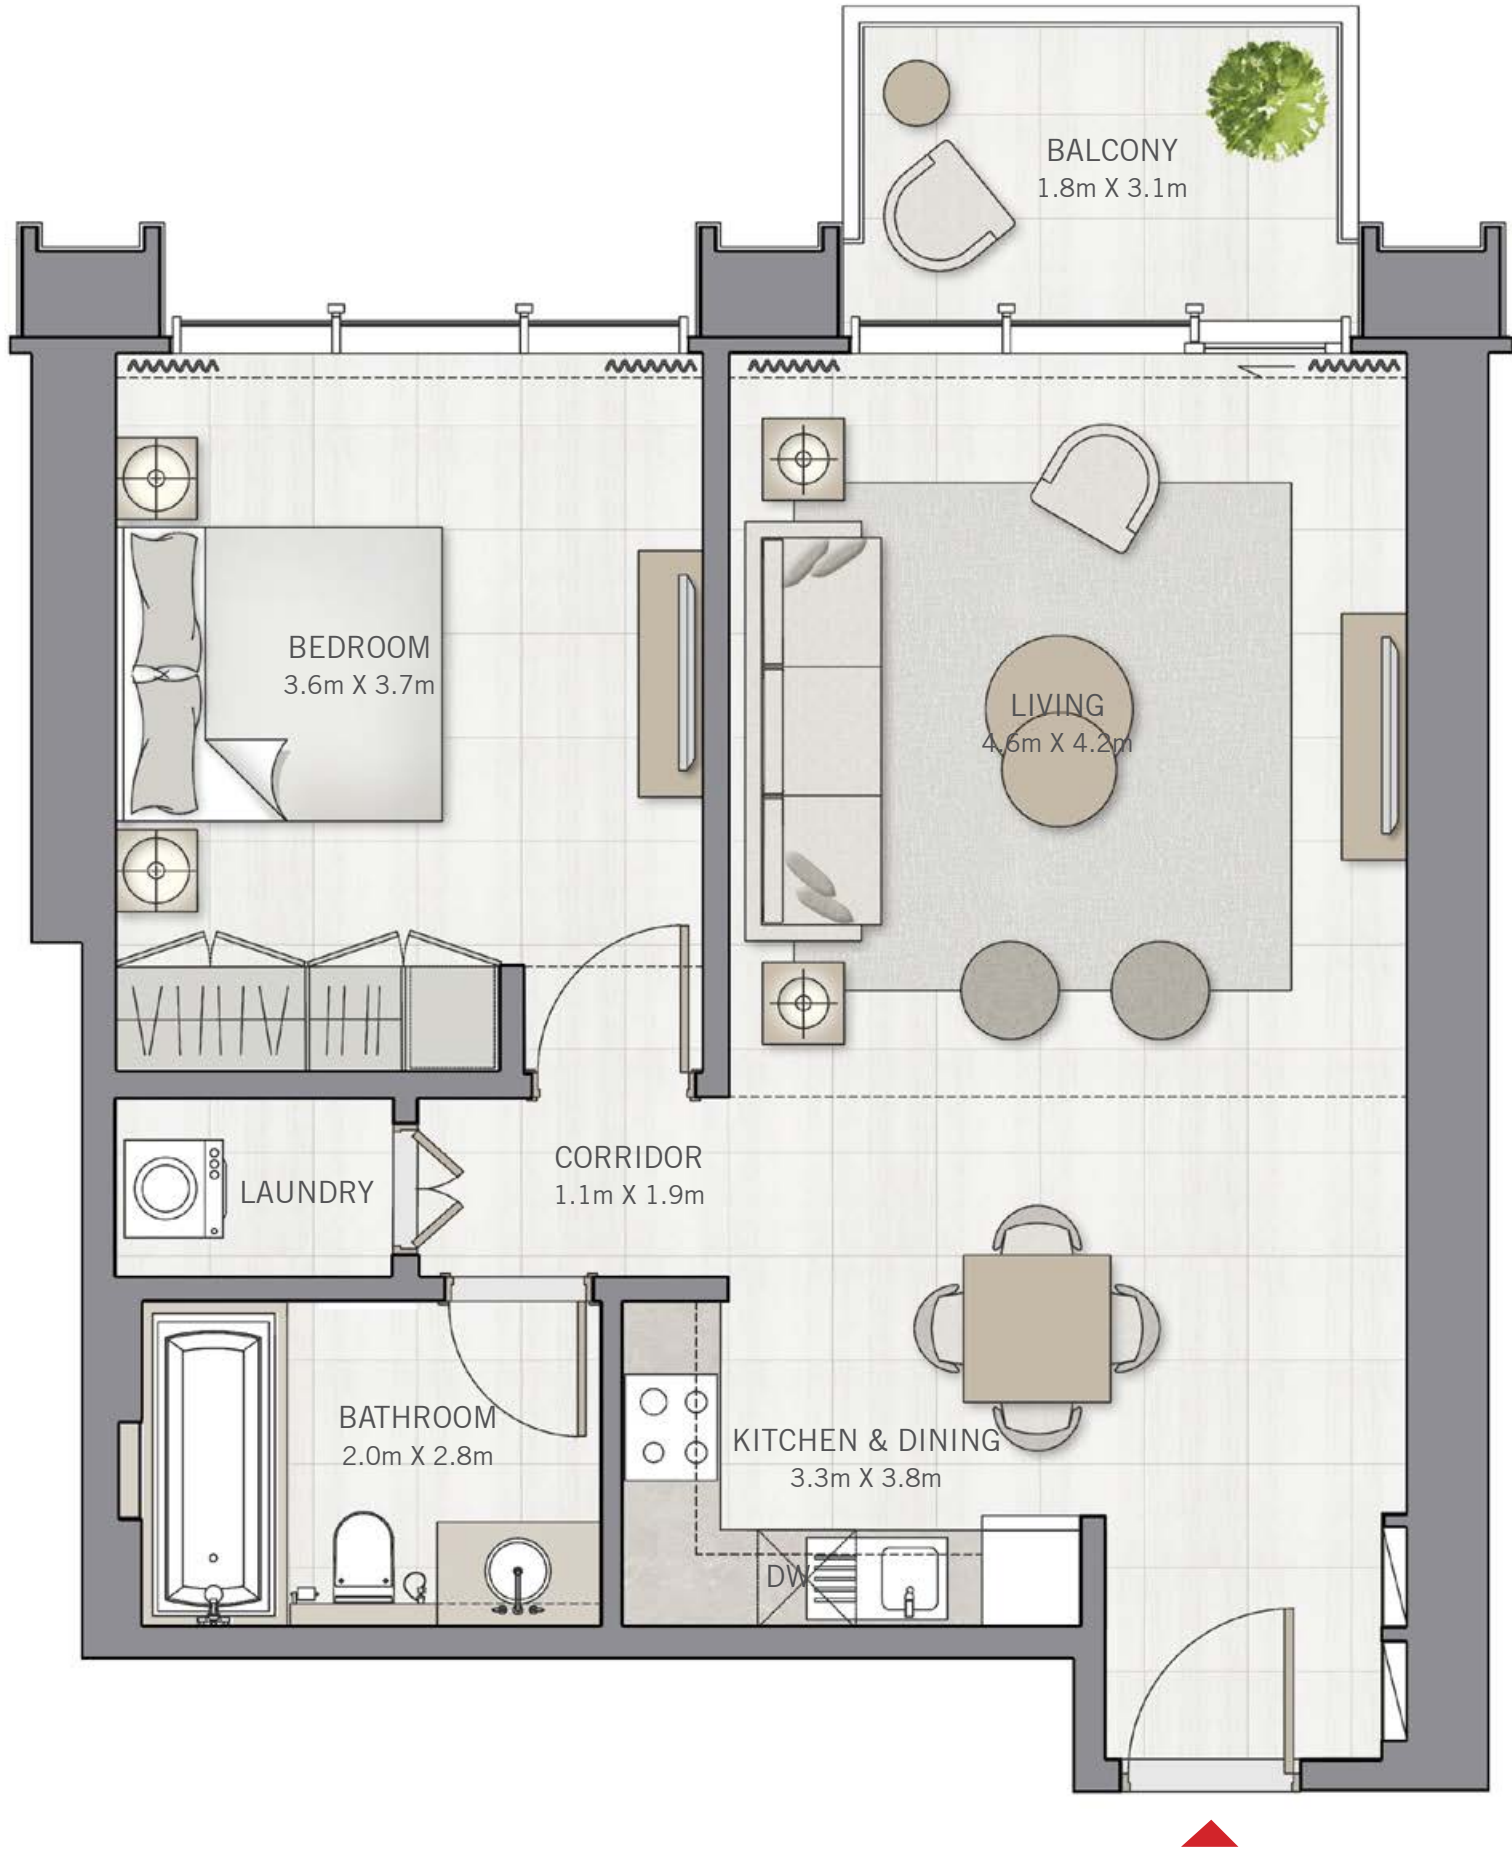 BALCONY
1.8m X 3.1m
BEDROOM
3.6m X 3.7m
LIVING
4.6m X 4.2m
CORRIDOR
1.1m X 1.9m
LAUNDRY
BATHROOM
2.0m X 2.8m
KITCHEN & DINING
3.3m X 3.8m
DW